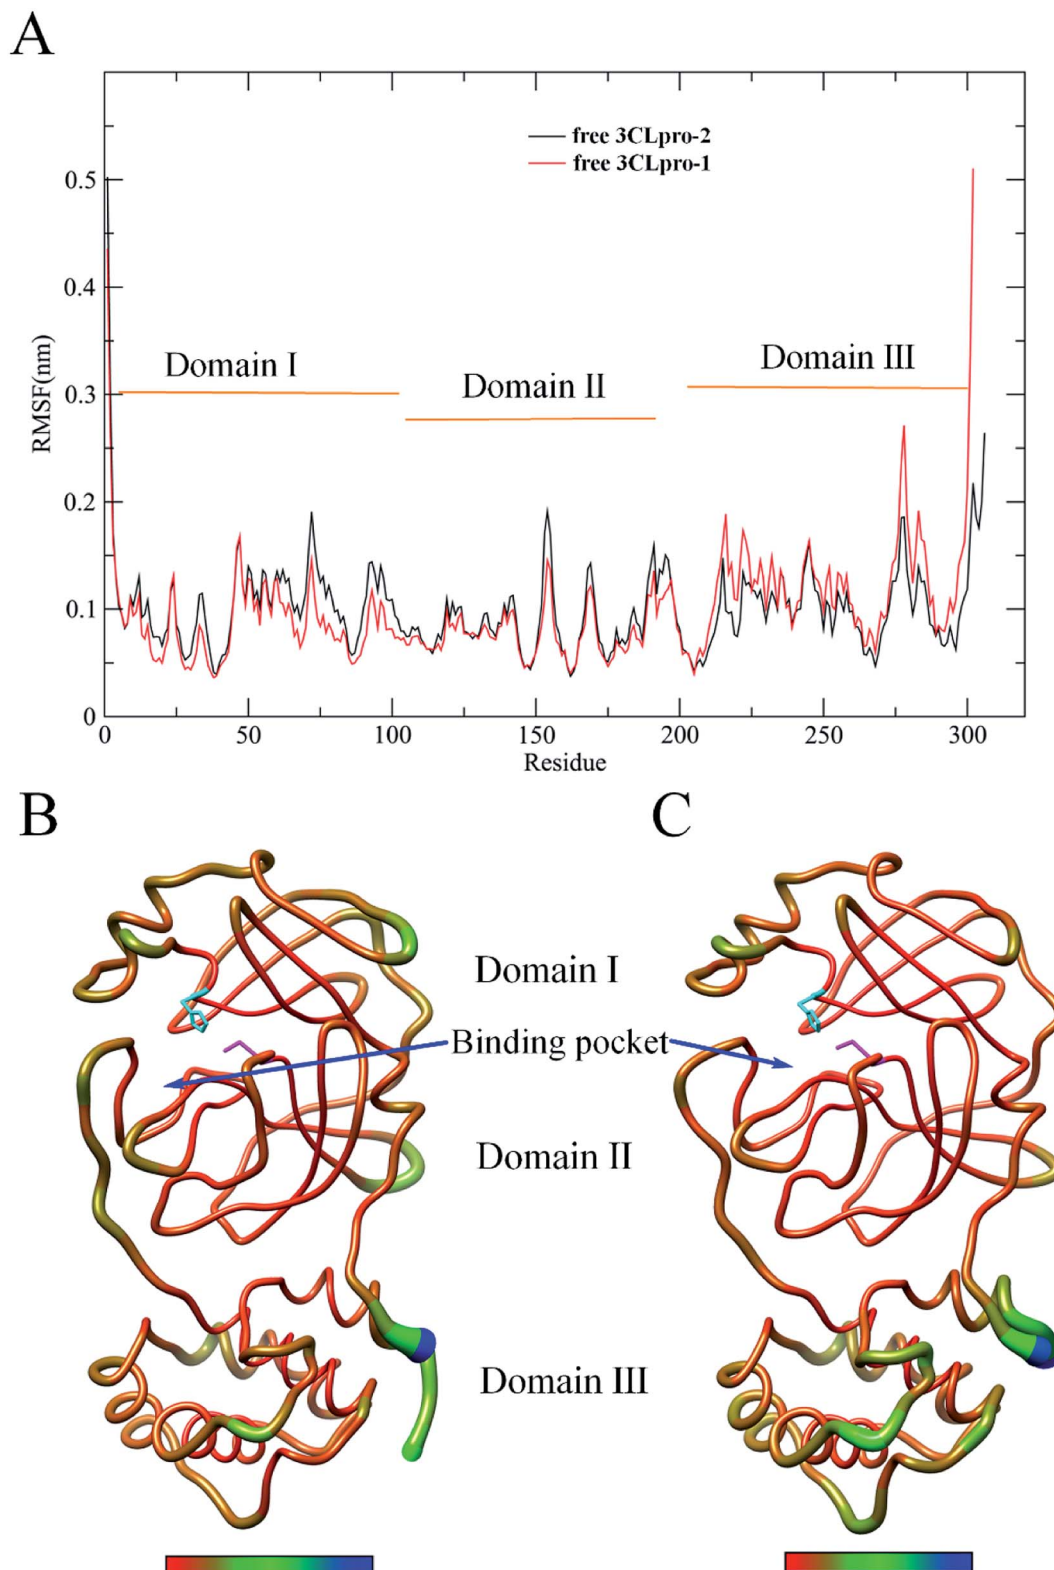 A
free 3CLpro-2
free 3CLpro-1
0.5
0.4
0.3
0.2
0.1
0
RMSF(nm)
Domain I
Domain II
Domain III
0 50 100 150 200 250 300
Residue
B
C
Domain I
Binding pocket
Domain II
Domain III